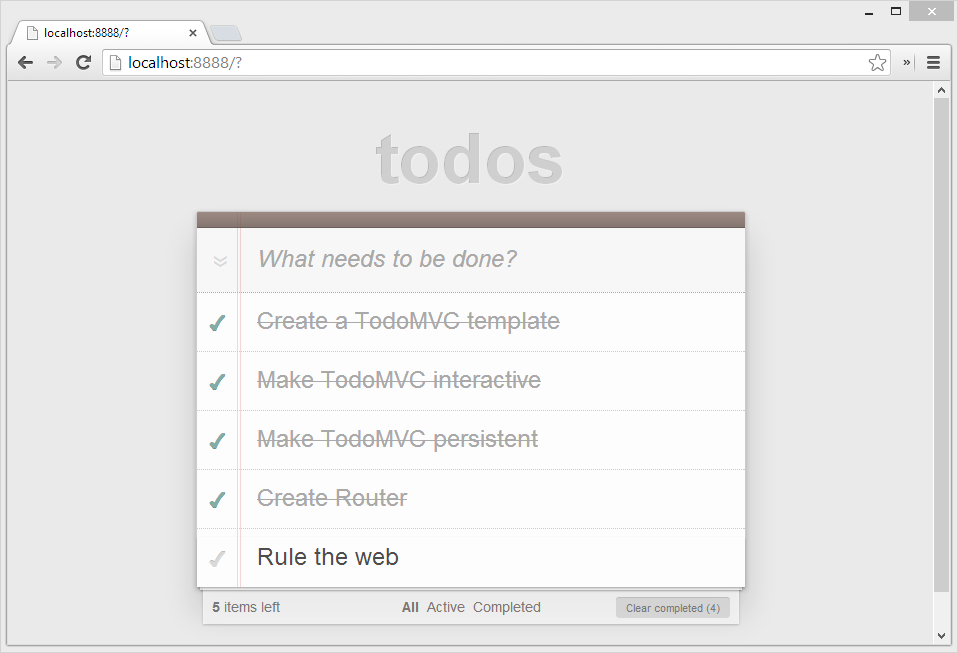 localhost:8888/?
localhost:8888/?
todos
What needs to be done?
Create a TodoMVC template
Make TodoMVC interactive
Make TodoMVC persistent
Create Router
Rule the web
5 items left All Active Completed Clear completed (4)